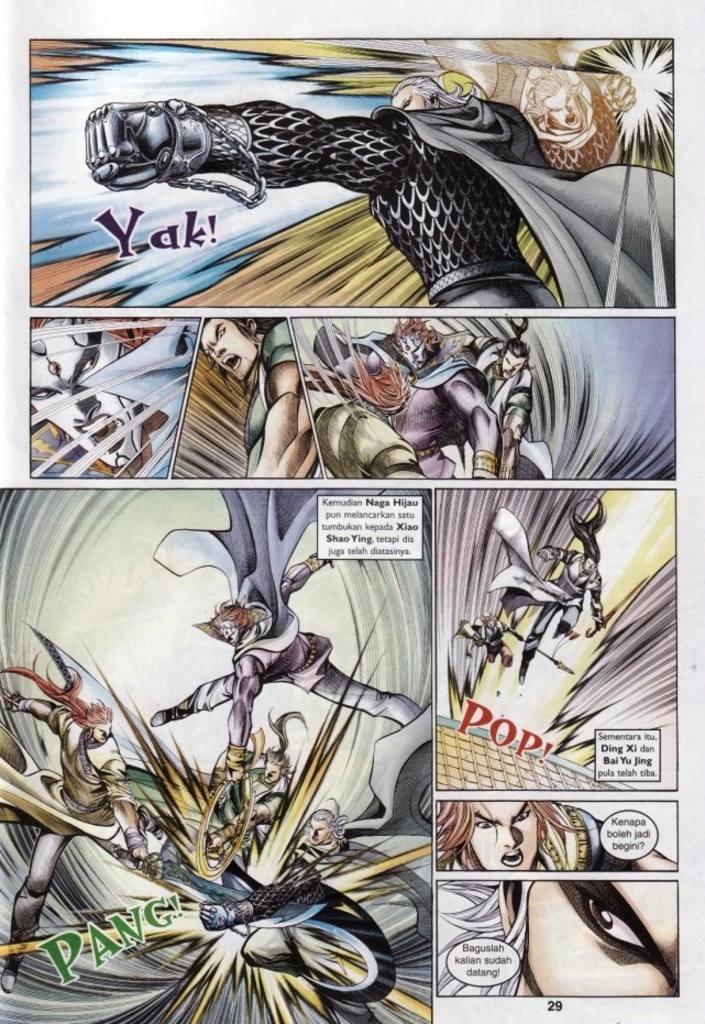 Yak!
Kemudian Naga Hijau
pun melancarkan satu
tumbukan kepada Xiao
Shao Ying, tetapi dia
juga telah diatasinya.
PANG!
POP!
Sementara itu,
Ding Xi dan
Bai Yu Jing
pula telah tiba.
Kenapa
boleh jadi
begini?
Baguslah
kalian sudah
datang!
29